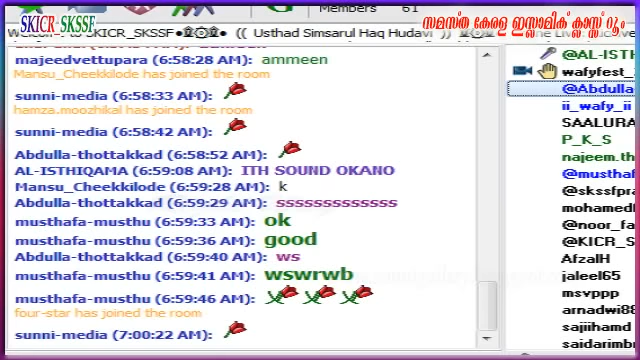 SKICR SKSSF
Members 61
സമസ്ത കേരള ഇസ്ലാമിക് ക്ലാസ്സ് റൂം
SKICR_SKSSF (( Usthad Simsarul Haq Hudavi ))
majeedvettupara (6:58:28 AM): ammeen
Mansu_Cheekkilode has joined the room
sunni-media (6:58:33 AM):
hamza.moozhikal has joined the room
sunni-media (6:58:42 AM):
Abdulla-thottakkad (6:58:52 AM):
AL-ISTHIQAMA (6:59:08 AM): ITH SOUND OKANO
Mansu_Cheekkilode (6:59:28 AM): k
Abdulla-thottakkad (6:59:29 AM): sssssssssssss
musthafa-musthu (6:59:33 AM): ok
musthafa-musthu (6:59:36 AM): good
Abdulla-thottakkad (6:59:40 AM): ws
musthafa-musthu (6:59:41 AM): wswrwb
musthafa-musthu (6:59:46 AM):
four-star has joined the room
sunni-media (7:00:22 AM):
@AL-ISTH
wafyfest_
@Abdulla
ii_wafy_ii
SAALURA
P_K_S
najeem.th
@musthaf
@skssfpra
mohamedf
@noor_fa
@KICR_S
AfzalH
jaleel65
msvppp
arnadwi88
sajiihamd
saidarimb